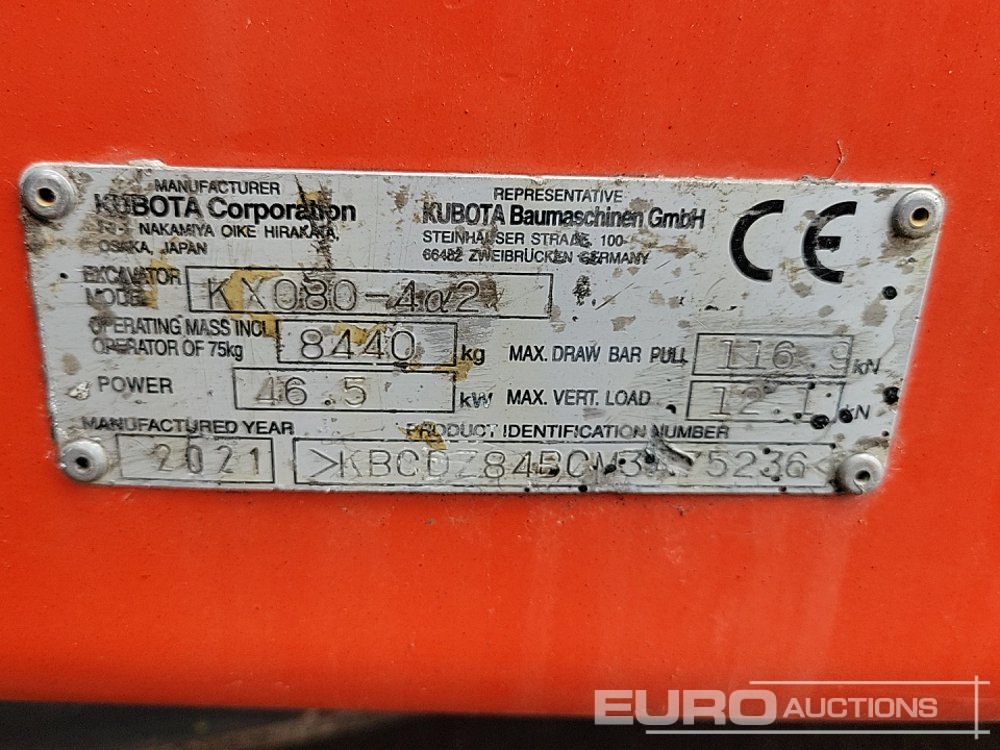 MANUFACTURER
KUBOTA Corporation
NAKAMIYA OIKE HIRAKATA,
OSAKA, JAPAN
REPRESENTATIVE
KUBOTA Baumaschinen GmbH
STEINHAUSER STRAAE, 100-
66482 ZWEIBRÜCKEN GERMANY
CE
EXCAVATOR MODEL KX080-4α2
OPERATING MASS INCL
OPERATOR OF 75kg 8440 kg
MAX. DRAW BAR PULL 116.9 kN
POWER 46.5 kW
MAX. VERT. LOAD 12.1 kN
MANUFACTURED YEAR
2021
PRODUCT IDENTIFICATION NUMBER
EURO AUCTIONS